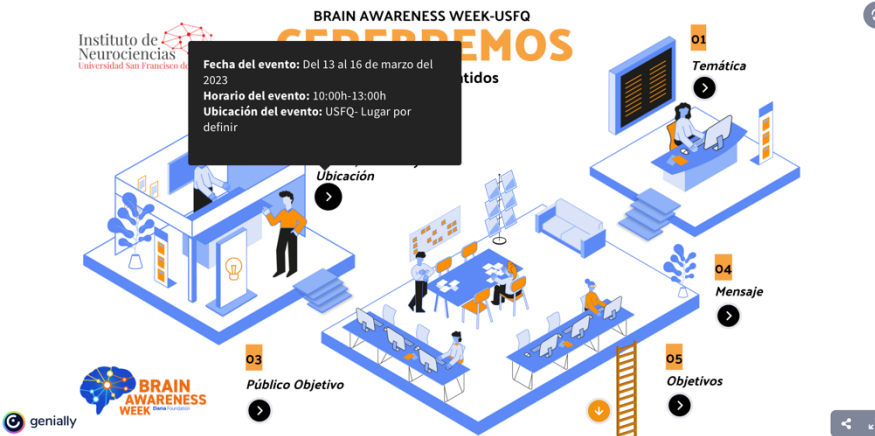 BRAIN AWARENESS WEEK-USFQ
Instituto de
Neurociencias
Universidad San Francisco de
Fecha del evento: Del 13 al 16 de marzo del
2023
Horario del evento: 10:00h-13:00h
Ubicación del evento: USFQ- Lugar por
definir
Ubicación
01
Temática
04
Mensaje
03
Público Objetivo
05
Objetivos
BRAIN
AWARENESS
WEEK Dana Foundation
genially